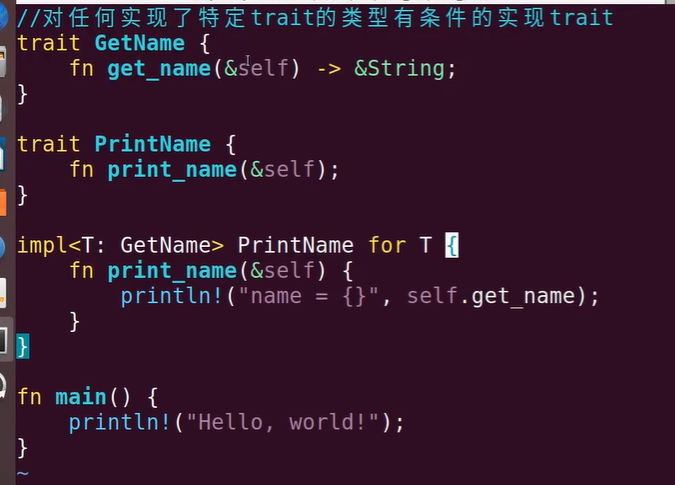 //对任何实现了特定trait的类型有条件的实现trait
trait GetName {
    fn get_name(&self) -> &String;
}

trait PrintName {
    fn print_name(&self);
}

impl<T: GetName> PrintName for T {
    fn print_name(&self) {
        println!("name = {}", self.get_name);
    }
}

fn main() {
    println!("Hello, world!");
}
~